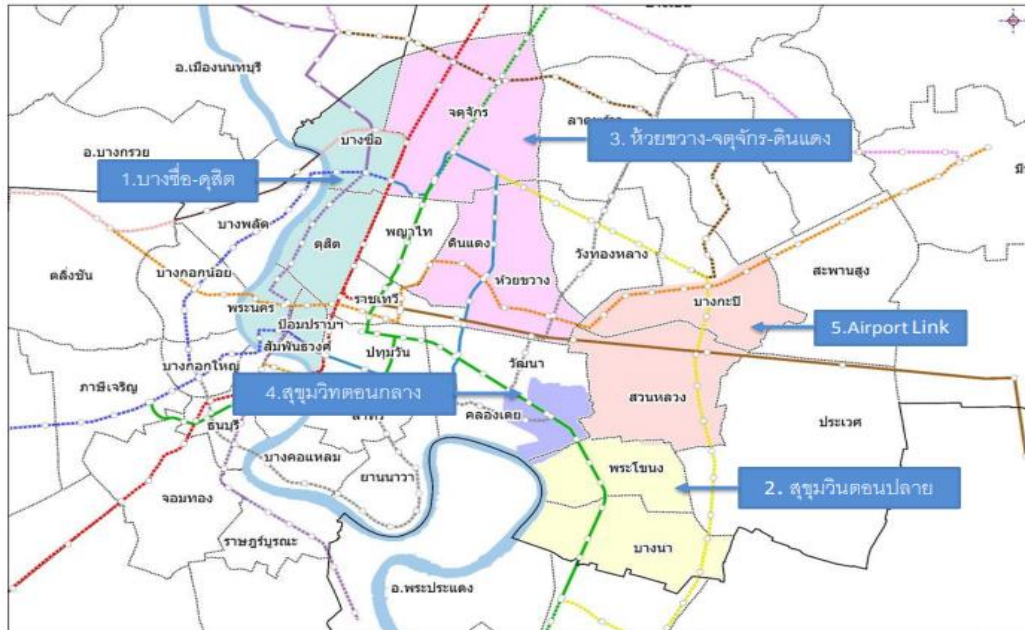 อ.เมืองนนทบุรี
จตุจักร
3. ห้วยขวาง-จตุจักร-ดินแดง
บางซื่อ
อ.บางกรวย
1.บางซื่อ-ดุสิต
บางพลัด
ดุสิต
พญาไท
ดินแดง
วังทองหลาง
ตลิ่งชัน
บางกอกน้อย
ห้วยขวาง
สะพานสูง
ราชเทวี
บางกะปิ
พระนคร
ป้อมปราบฯ
5.Airport Link
สัมพันธวงศ์
ปทุมวัน
วัฒนา
บางกอกใหญ่
ภาษีเจริญ
4.สุขุมวิทตอนกลาง
คลองเตย
สวนหลวง
ประเวศ
ธนบุรี
บางคอแหลม
พระโขนง
ยานนาวา
2. สุขุมวินตอนปลาย
จอมทอง
ราษฎร์บูรณะ
บางนา
อ.พระประแดง